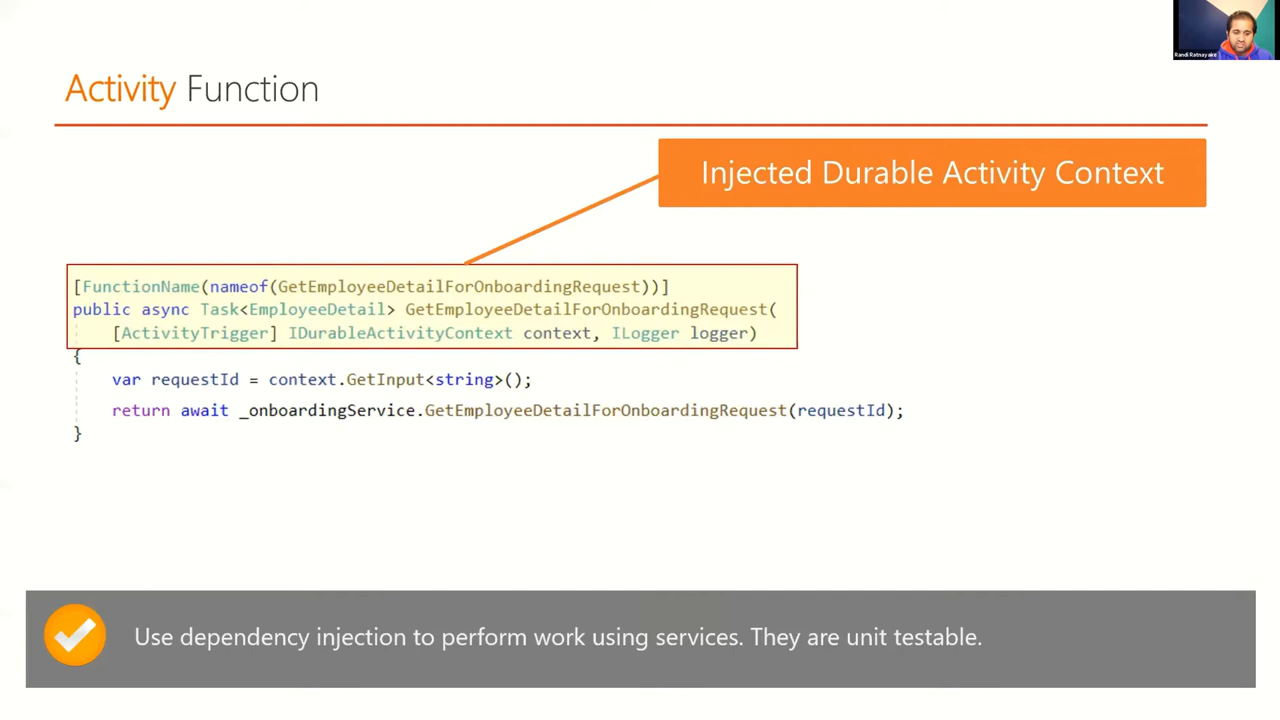 Randi Ratnayake
Activity Function
Injected Durable Activity Context
[FunctionName(nameof(GetEmployeeDetailForOnboardingRequest))]
public async Task<EmployeeDetail> GetEmployeeDetailForOnboardingRequest(
[ActivityTrigger] IDurableActivityContext context, ILogger logger)
{
var requestId = context.GetInput<string>();
return await _onboardingService.GetEmployeeDetailForOnboardingRequest(requestId);
}
Use dependency injection to perform work using services. They are unit testable.